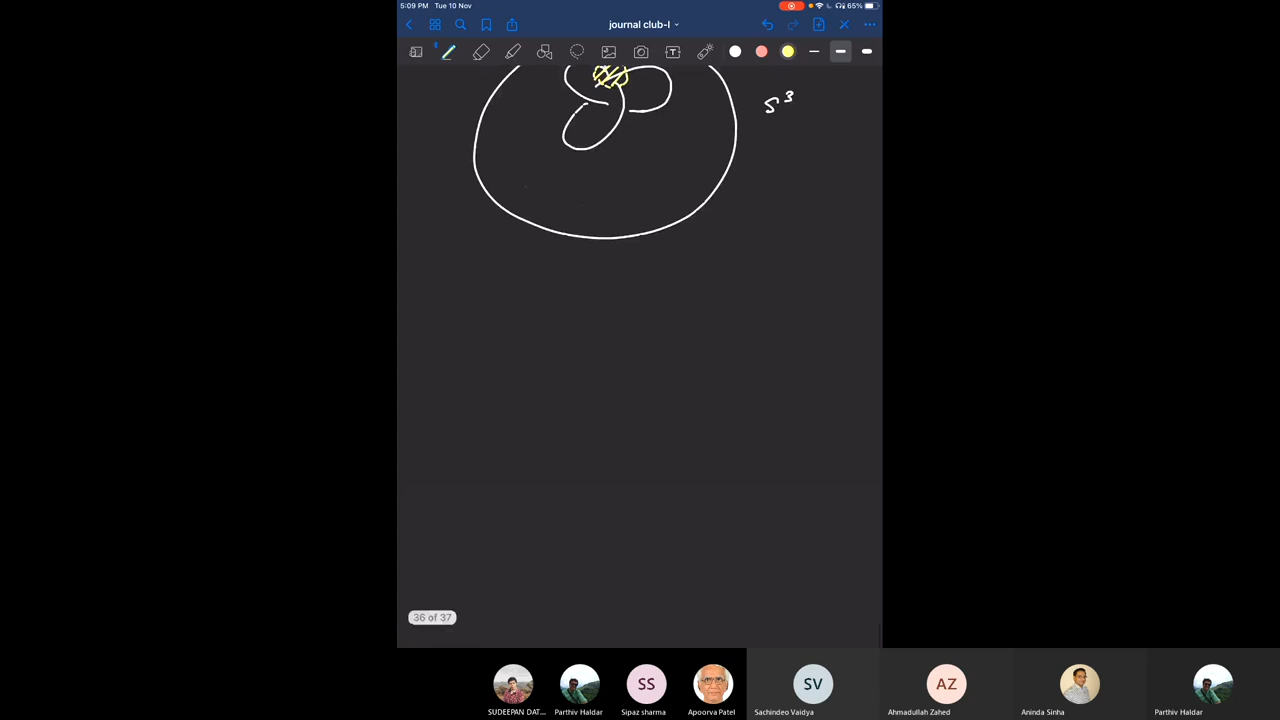 5:09 PM Tue 10 Nov
65%
journal club-I
S³
36 of 37
SS
SV
AZ
SUDEEPAN DAT...
Parthiv Haldar
Sipaz sharma
Apoorva Patel
Sachindeo Vaidya
Ahmadullah Zahed
Aninda Sinha
Parthiv Haldar